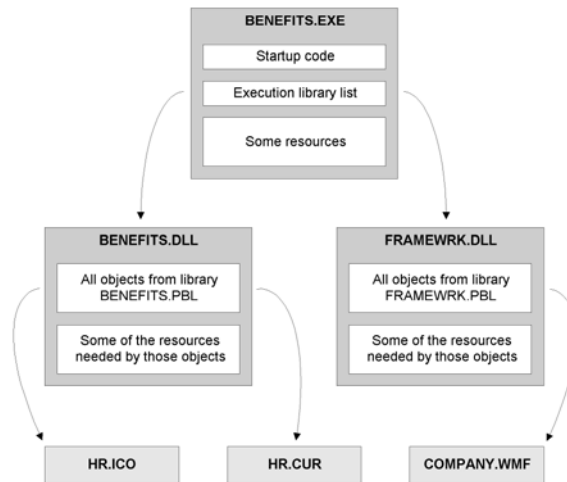 BENEFITS.EXE
Startup code
Execution library list
Some resources
BENEFITS.DLL
All objects from library
BENEFITS.PBL
Some of the resources
needed by those objects
FRAMEWRK.DLL
All objects from library
FRAMEWRK.PBL
Some of the resources
needed by those objects
HR.ICO
HR.CUR
COMPANY.WMF